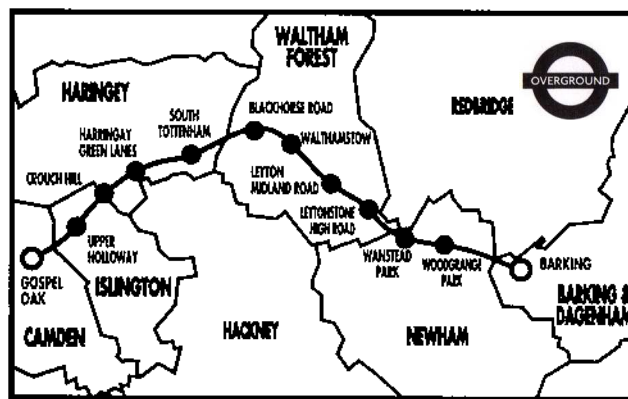 WALTHAM
FOREST
OVERGROUND
HARINGEY
REDBRIDGE
SOUTH
TOTTENHAM
BLACKHORSE ROAD
HARRINGAY
GREEN LANES
WALTHAMSTOW
CROUCH HILL
LEYTON
MIDLAND ROAD
LEYTONSTONE
HIGH ROAD
UPPER
HOLLOWAY
WANSTEAD
PARK
WOODGRANGE
PARK
BARKING
GOSPEL
OAK
ISLINGTON
BARKING &
DAGENHAM
CAMDEN
HACKNEY
NEWHAM